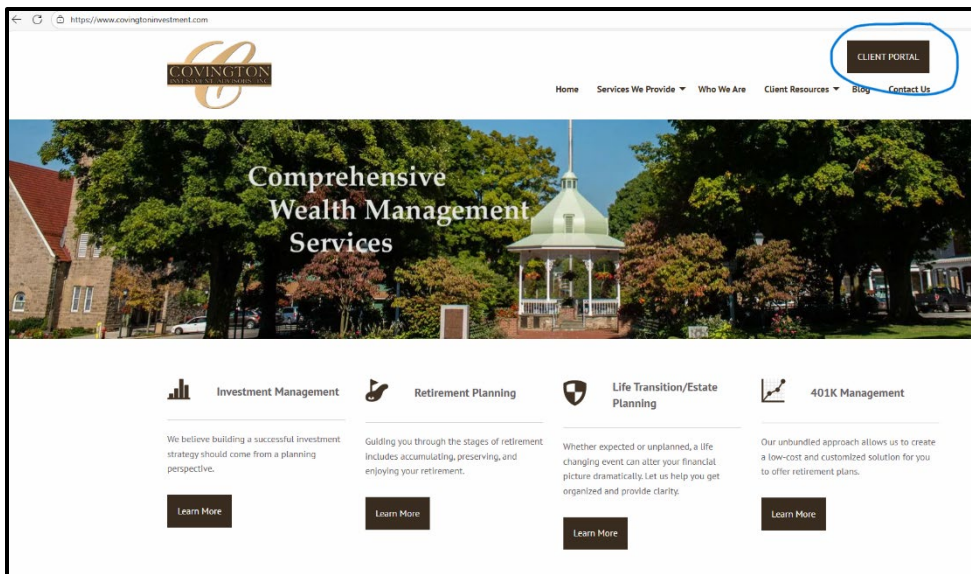 https://www.covingtoninvestment.com
CLIENT PORTAL
COVINGTON
INVESTMENT ADVISORS, INC.
Home Services We Provide Who We Are Client Resources Blog Contact Us
Comprehensive
Wealth Management
Services
Investment Management
We believe building a successful investment
strategy should come from a planning
perspective.
Learn More
Retirement Planning
Guiding you through the stages of retirement
includes accumulating, preserving, and
enjoying your retirement.
Learn More
Life Transition/Estate
Planning
Whether expected or unplanned, a life
changing event can alter your financial
picture dramatically. Let us help you get
organized and provide clarity.
Learn More
401K Management
Our unbundled approach allows us to create
a low-cost and customized solution for you
to offer retirement plans.
Learn More